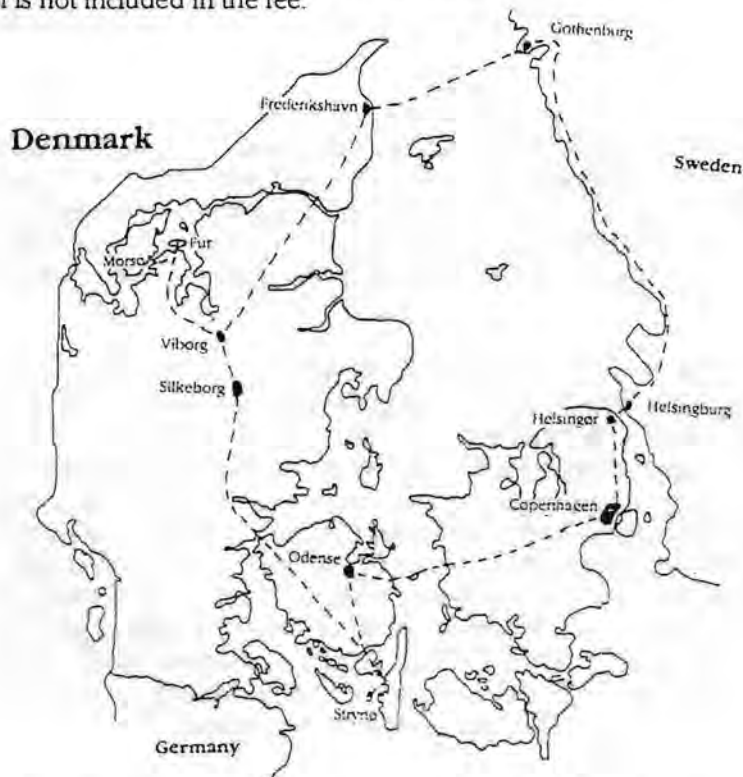 is not included in the fee.
Gothenburg
Frederikshavn
Denmark
Sweden
Fur
Morsø
Viborg
Silkeborg
Helsingburg
Helsingør
Copenhagen
Odense
Strynø
Germany